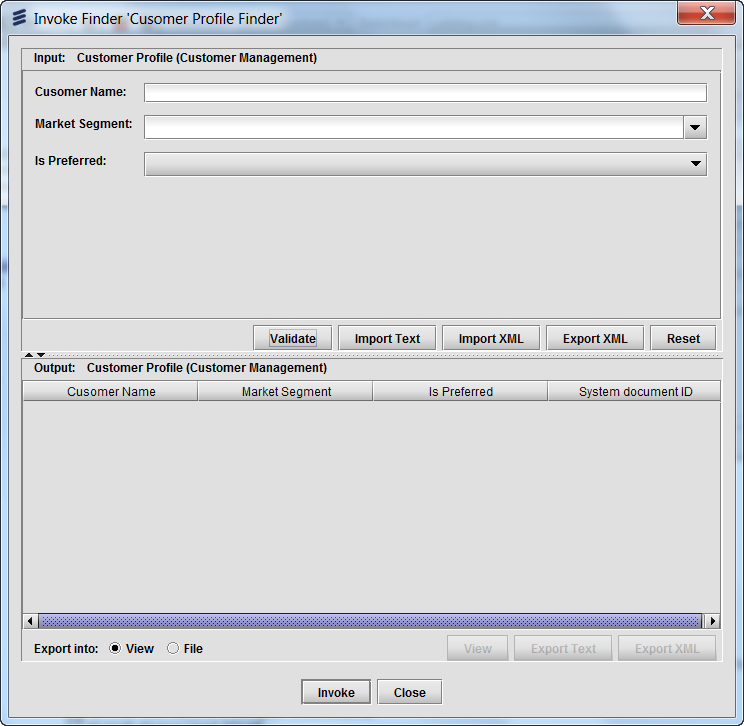 Invoke Finder 'Cusomer Profile Finder'
Input: Customer Profile (Customer Management)
Cusomer Name:
Market Segment:
Is Preferred:
Validate Import Text Import XML Export XML Reset
Output: Customer Profile (Customer Management)
Cusomer Name Market Segment Is Preferred System document ID
Export into: View File View Export Text Export XML
Invoke Close